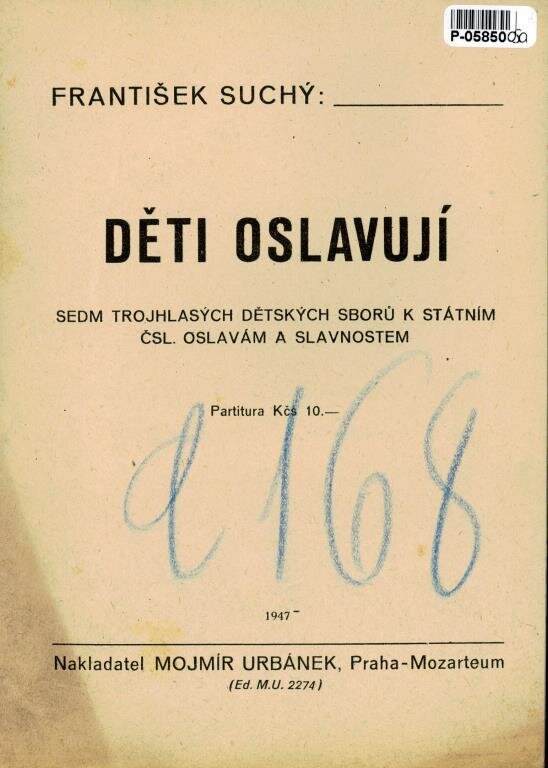 P-05850
FRANTIŠEK SUCHÝ:
DĚTI OSLAVUJÍ
SEDM TROJHLASÝCH DĚTSKÝCH SBORŮ K STÁTNÍM
ČSL. OSLAVÁM A SLAVNOSTEM
Partitura Kčs 10.—
168
1947
Nakladatel MOJMÍR URBÁNEK, Praha-Mozarteum
(Ed. M.U. 2274)